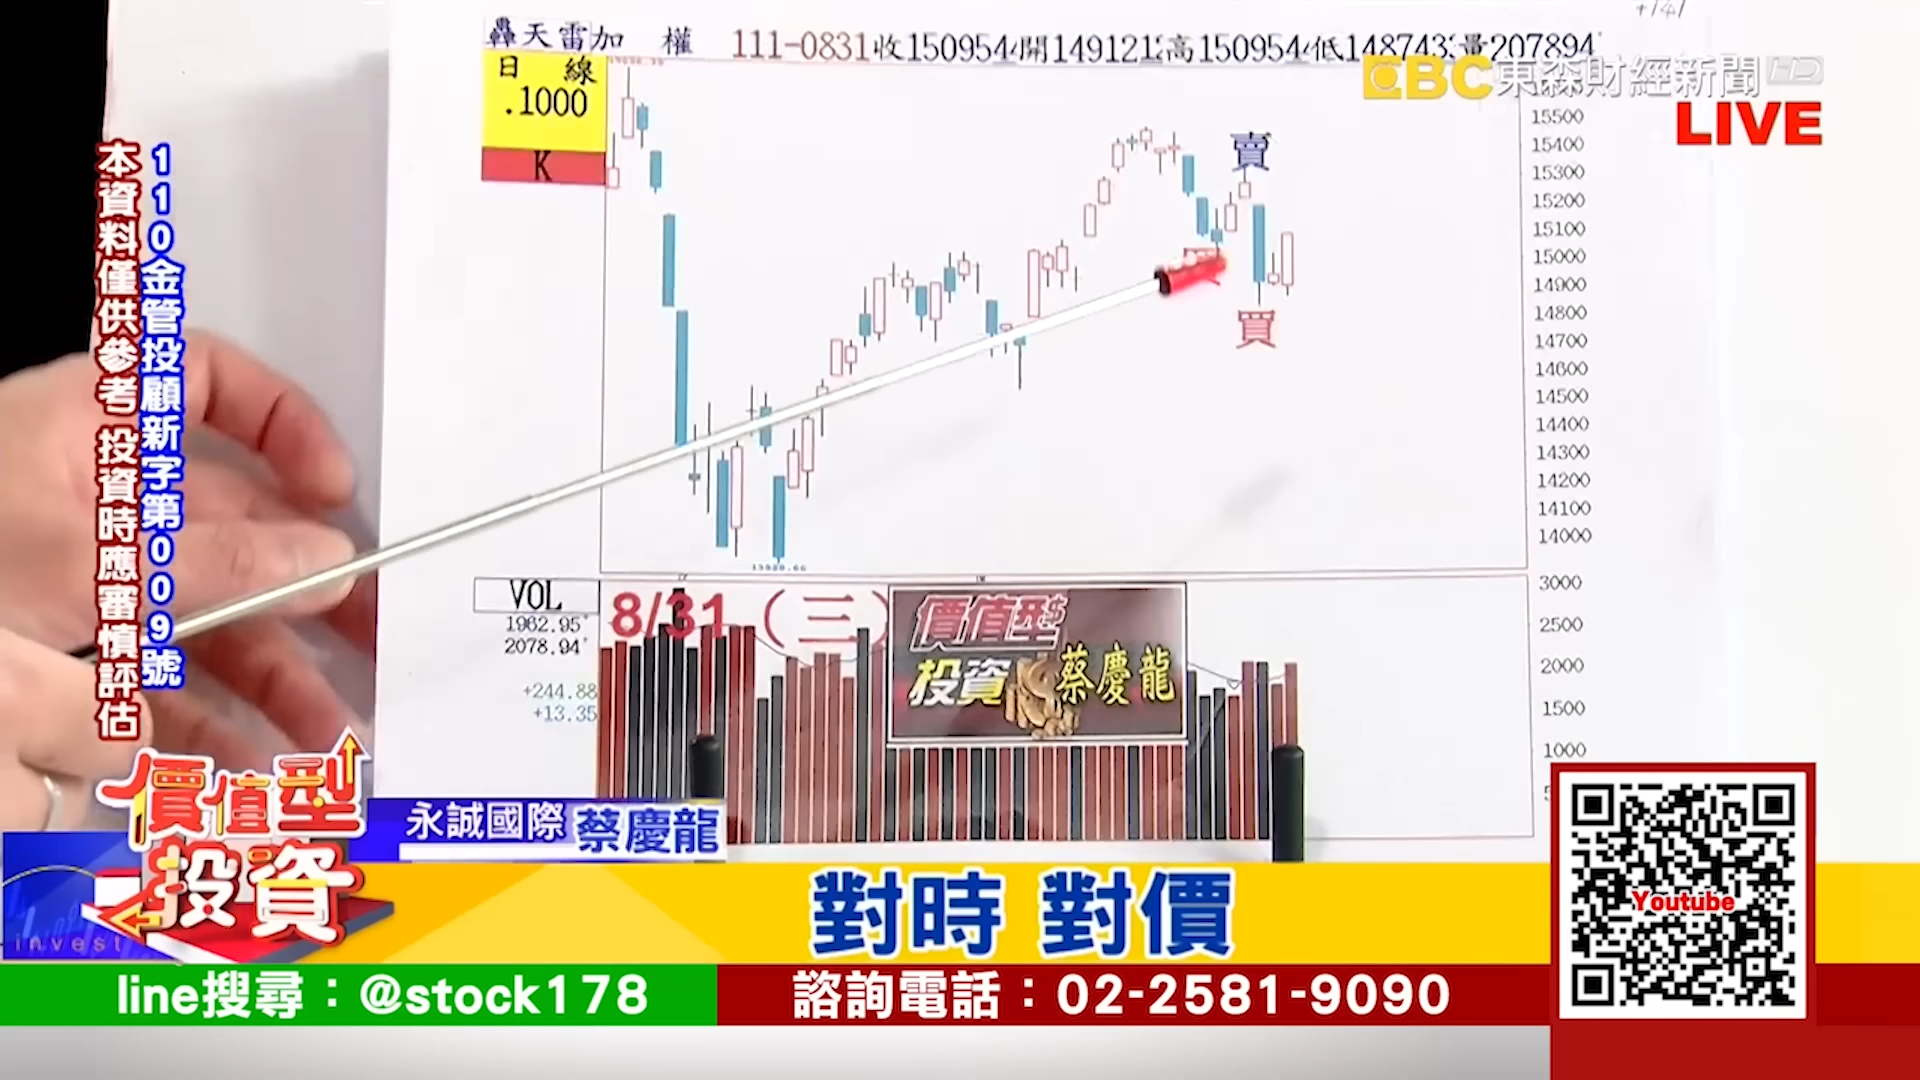 +147
轟天雷加 權 111-0831收150954開149121高150954低148743量207894
日 線
.1000
K
EBC東森財經新聞HD
LIVE
15500
15400
15300
15200
15100
15000
14900
14800
14700
14600
14500
14400
14300
14200
14100
14000
賣
買
本資料僅供參考 投資時應審慎評估
110金管投顧新字第009號
VOL
1962.95
2078.94
+244.88
+13.35
3000
2500
2000
1500
1000
8/31（三）
價值型
投資
蔡慶龍
價值型
投資
invest
永誠國際 蔡慶龍
對時 對價
Youtube
line搜尋：@stock178
諮詢電話：02-2581-9090